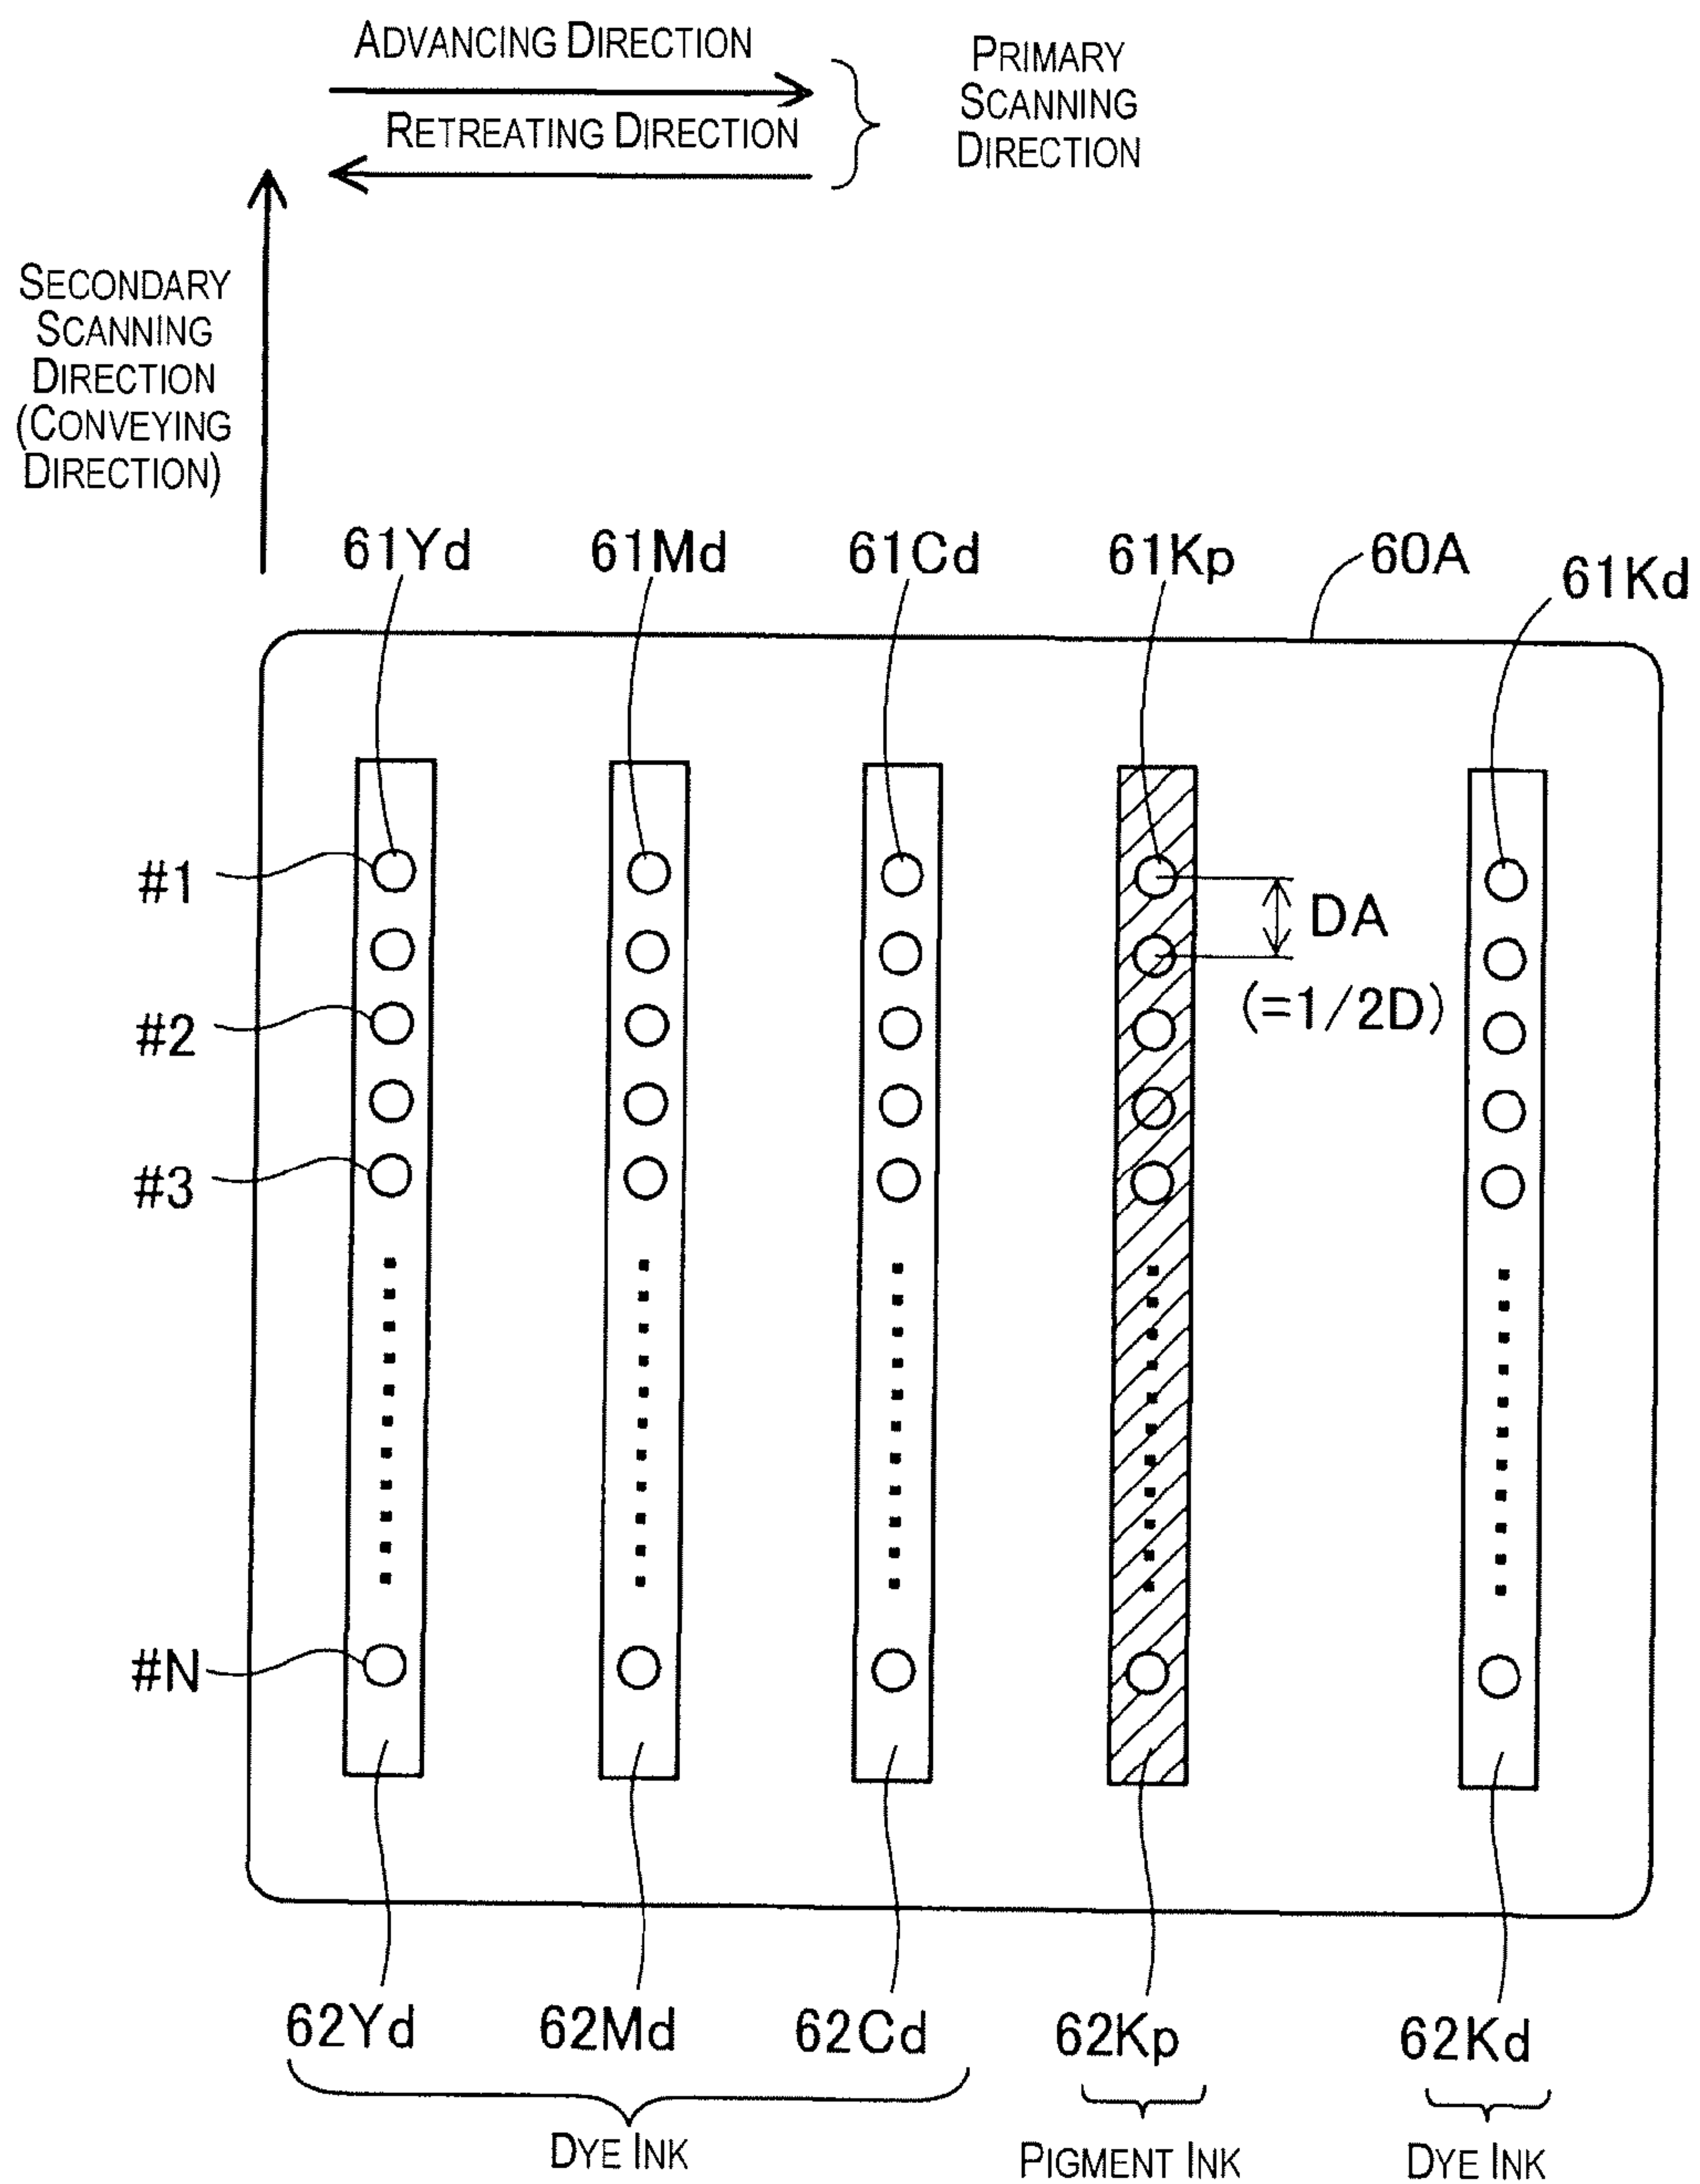 ADVANCING DIRECTION
RETREATING DIRECTION
PRIMARY
SCANNING
DIRECTION
SECONDARY
SCANNING
DIRECTION
(CONVEYING
DIRECTION)
61Yd
61Md
61Cd
61Kp
60A
61Kd
#1
DA
(=1/2D)
#2
#3
#N
62Yd
62Md
62Cd
62Kp
62Kd
DYE INK
PIGMENT INK
DYE INK